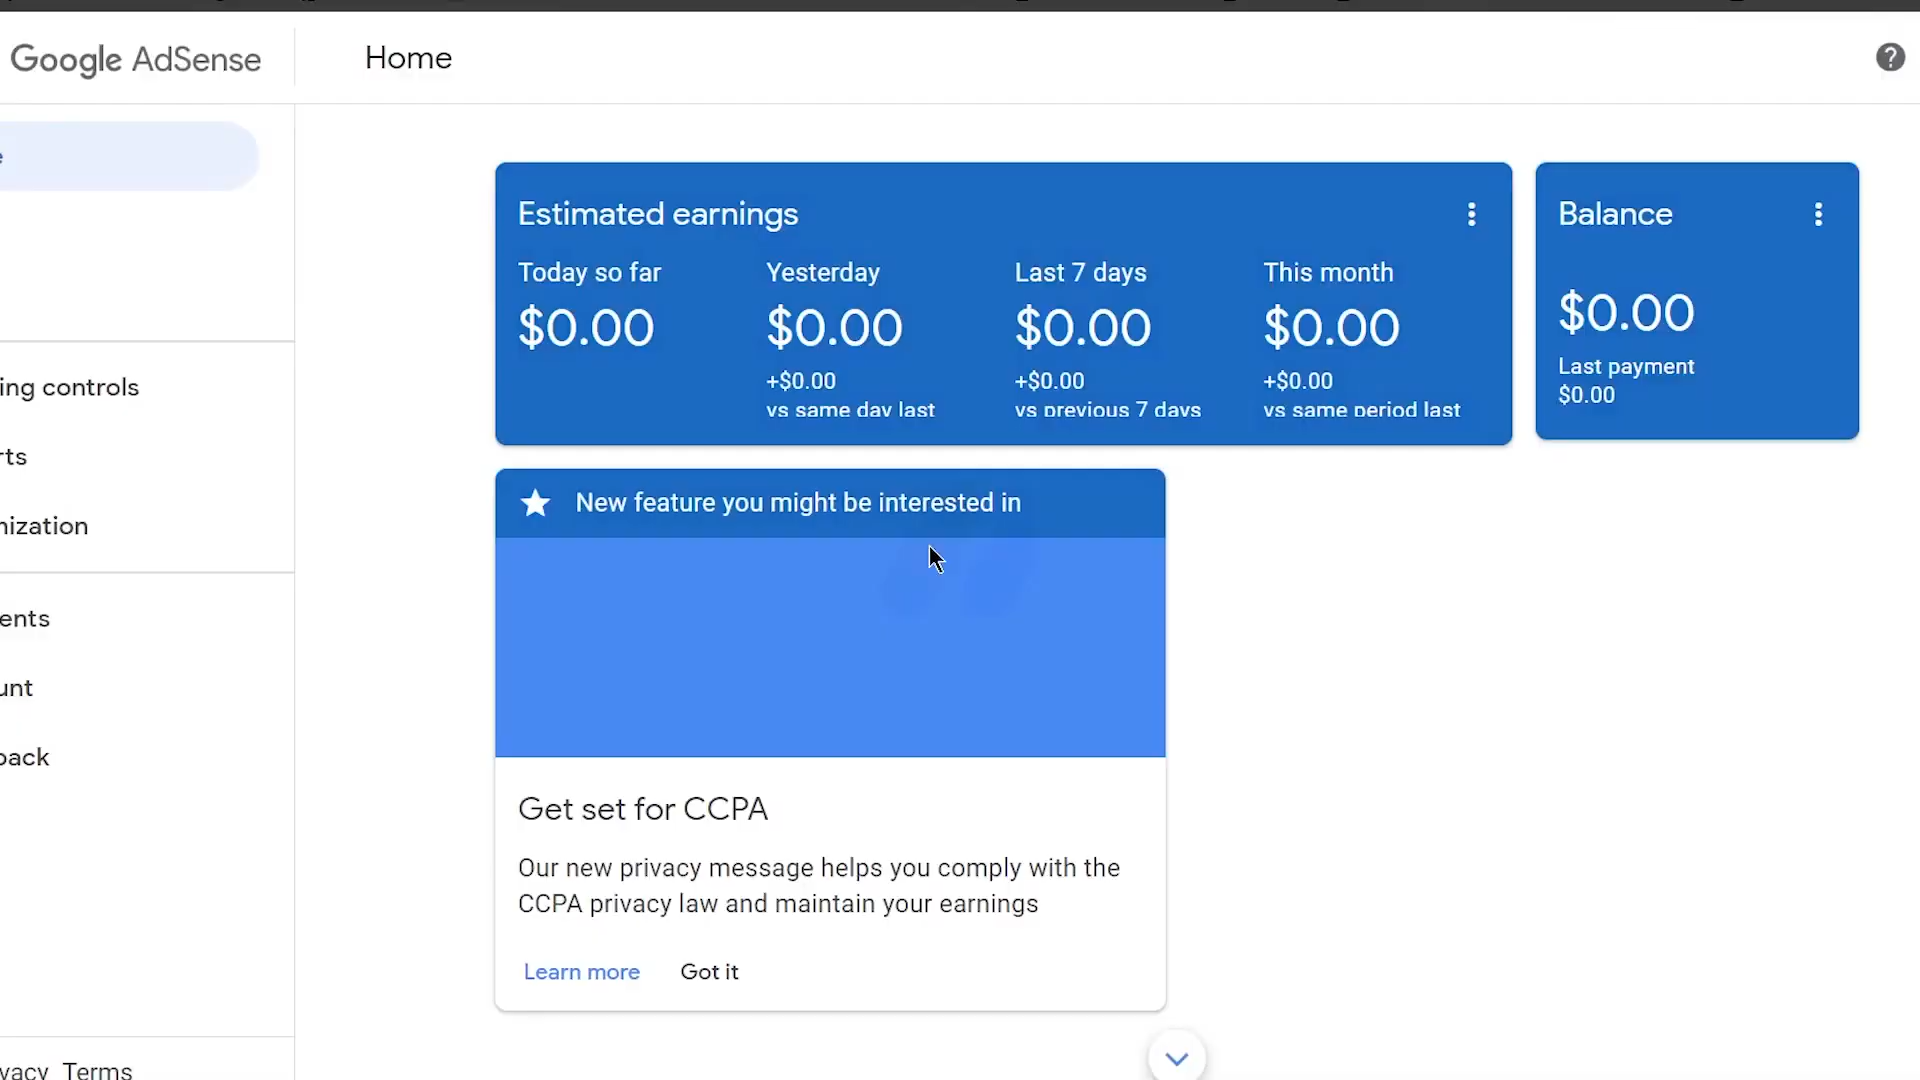 Google AdSense
Home
Estimated earnings
Today so far
$0.00
Yesterday
$0.00
+$0.00
vs same day last
Last 7 days
$0.00
+$0.00
vs previous 7 days
This month
$0.00
+$0.00
vs same period last
Balance
$0.00
Last payment
$0.00
e
ing controls
rts
nization
ents
unt
back
vacy Terms
New feature you might be interested in
Get set for CCPA
Our new privacy message helps you comply with the
CCPA privacy law and maintain your earnings
Learn more Got it